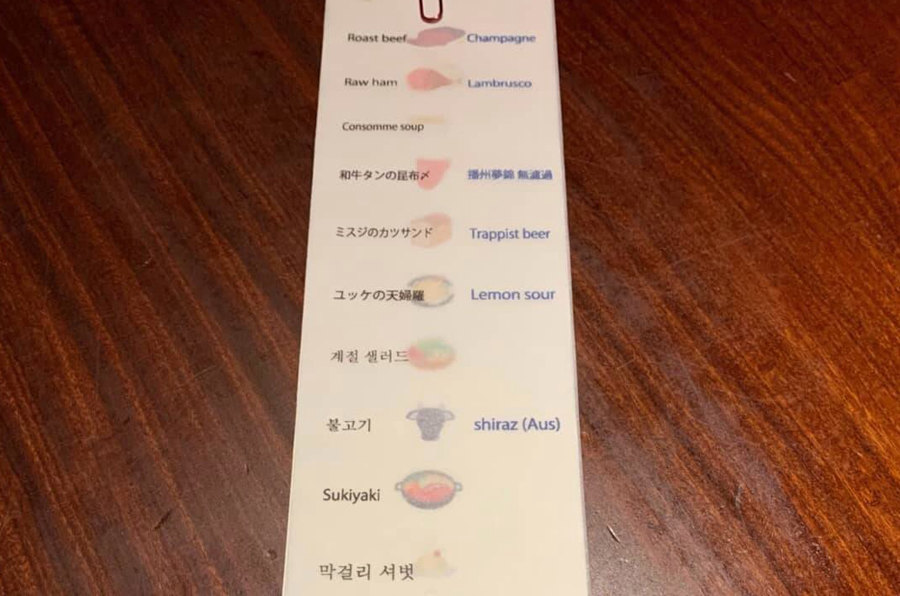 Roast beef Champagne
Raw ham Lambrusco
Consomme soup
和牛タンの昆布〆 播州夢錦 無濾過
ミスジのカツサンド Trappist beer
ユッケの天婦羅 Lemon sour
계절 샐러드
불고기 shiraz (Aus)
Sukiyaki
막걸리 셔벗